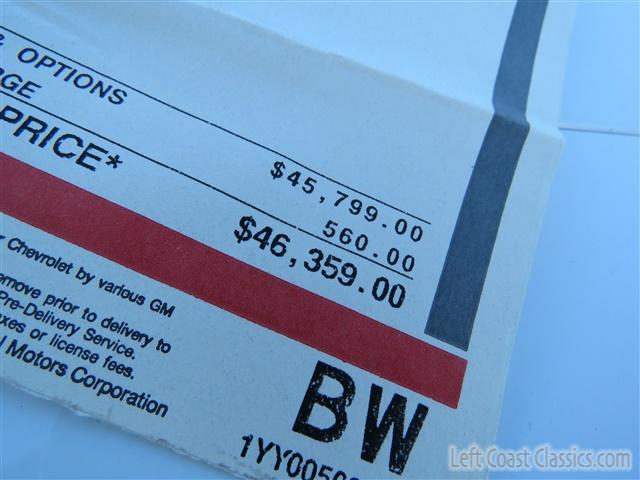 & OPTIONS
$45,799.00
RGE
560.00
PRICE*
$46,359.00
Chevrolet by various GM
emove prior to delivery to
Pre-Delivery Service.
xes or license fees.
l Motors Corporation
BW
1YY005
Left Coast Classics.com